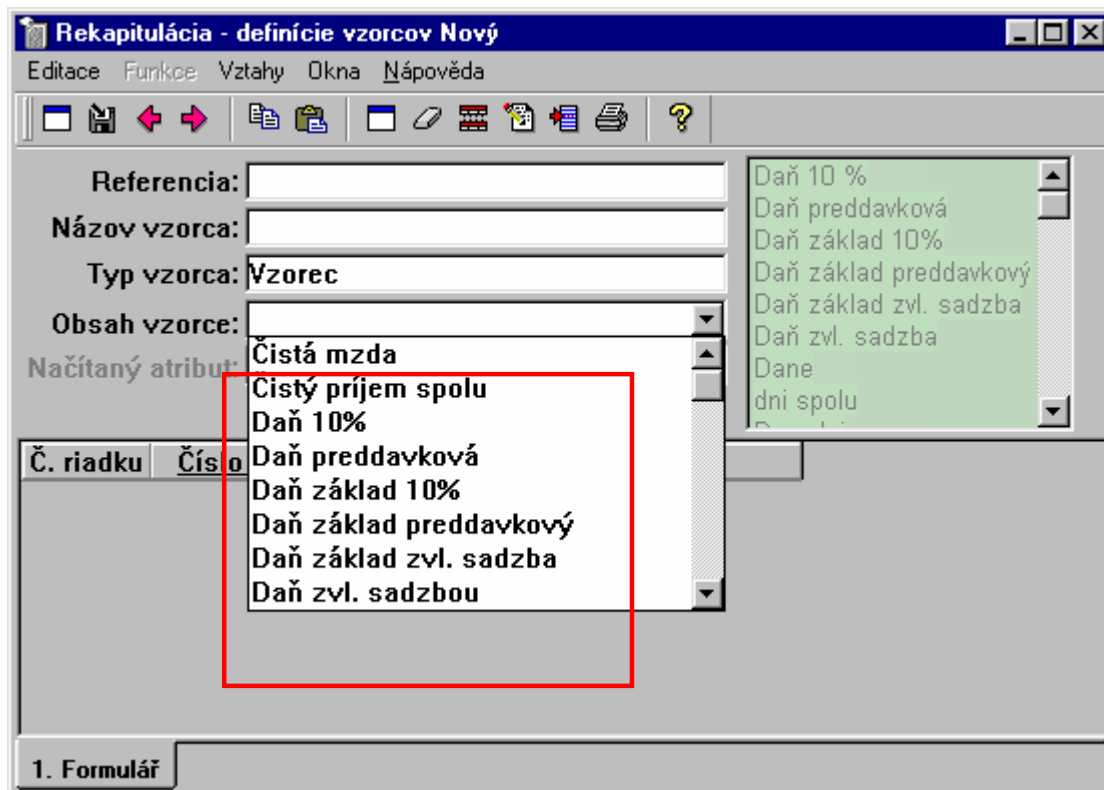 Rekapitulácia - definície vzorcov Nový
Editace Funkce Vztahy Okna Nápověda
Referencia:
Názov vzorca:
Typ vzorca: Vzorec
Obsah vzorce:
Načítaný atribut:
Čistá mzda
Čistý príjem spolu
Daň 10%
Daň preddavková
Daň základ 10%
Daň základ preddavkový
Daň základ zvl. sadzba
Daň zvl. sadzbou
Daň 10 %
Daň preddavková
Daň základ 10%
Daň základ preddavkový
Daň základ zvl. sadzba
Daň zvl. sadzba
Dane
dni spolu
Č. riadku Číslo
1. Formulář